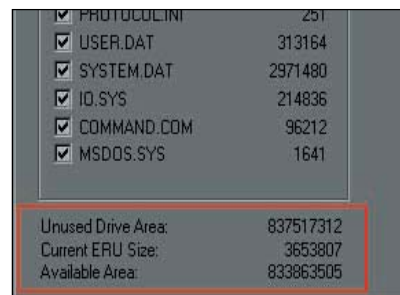 PROTOCOL.INI 251
USER.DAT 313164
SYSTEM.DAT 2971480
IO.SYS 214836
COMMAND.COM 96212
MSDOS.SYS 1641
Unused Drive Area: 837517312
Current ERU Size: 3653807
Available Area: 833863505